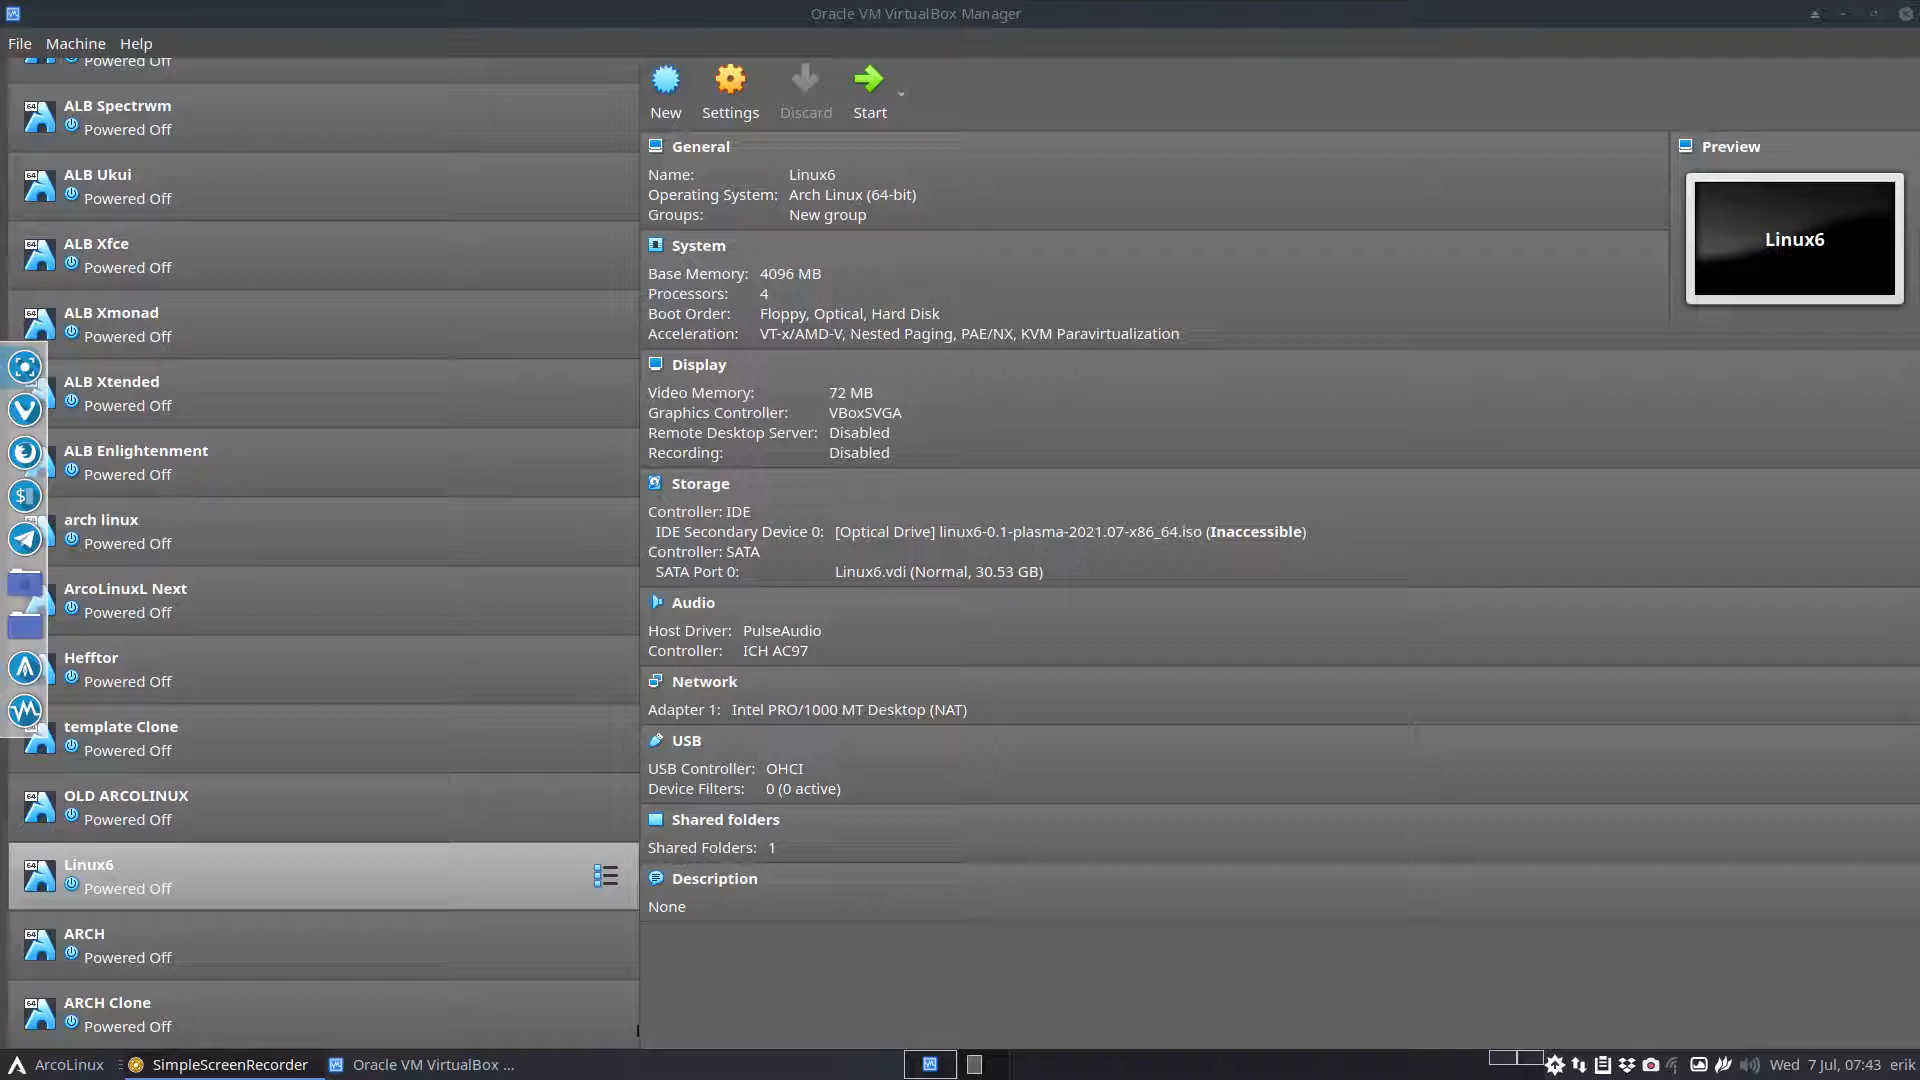 Oracle VM VirtualBox Manager
File Machine Help
Powered Off
ALB Spectrwm
Powered Off
ALB Ukui
Powered Off
ALB Xfce
Powered Off
ALB Xmonad
Powered Off
ALB Xtended
Powered Off
ALB Enlightenment
Powered Off
arch linux
Powered Off
ArcoLinuxL Next
Powered Off
Hefftor
Powered Off
template Clone
Powered Off
OLD ARCOLINUX
Powered Off
Linux6
Powered Off
ARCH
Powered Off
ARCH Clone
Powered Off
New Settings Discard Start
General
Name: Linux6
Operating System: Arch Linux (64-bit)
Groups: New group
System
Base Memory: 4096 MB
Processors: 4
Boot Order: Floppy, Optical, Hard Disk
Acceleration: VT-x/AMD-V, Nested Paging, PAE/NX, KVM Paravirtualization
Display
Video Memory: 72 MB
Graphics Controller: VBoxSVGA
Remote Desktop Server: Disabled
Recording: Disabled
Storage
Controller: IDE
IDE Secondary Device 0: [Optical Drive] linux6-0.1-plasma-2021.07-x86_64.iso (Inaccessible)
Controller: SATA
SATA Port 0: Linux6.vdi (Normal, 30.53 GB)
Audio
Host Driver: PulseAudio
Controller: ICH AC97
Network
Adapter 1: Intel PRO/1000 MT Desktop (NAT)
USB
USB Controller: OHCI
Device Filters: 0 (0 active)
Shared folders
Shared Folders: 1
Description
None
Preview
Linux6
ArcoLinux SimpleScreenRecorder Oracle VM VirtualBox ... Wed 7 Jul, 07:43 erik